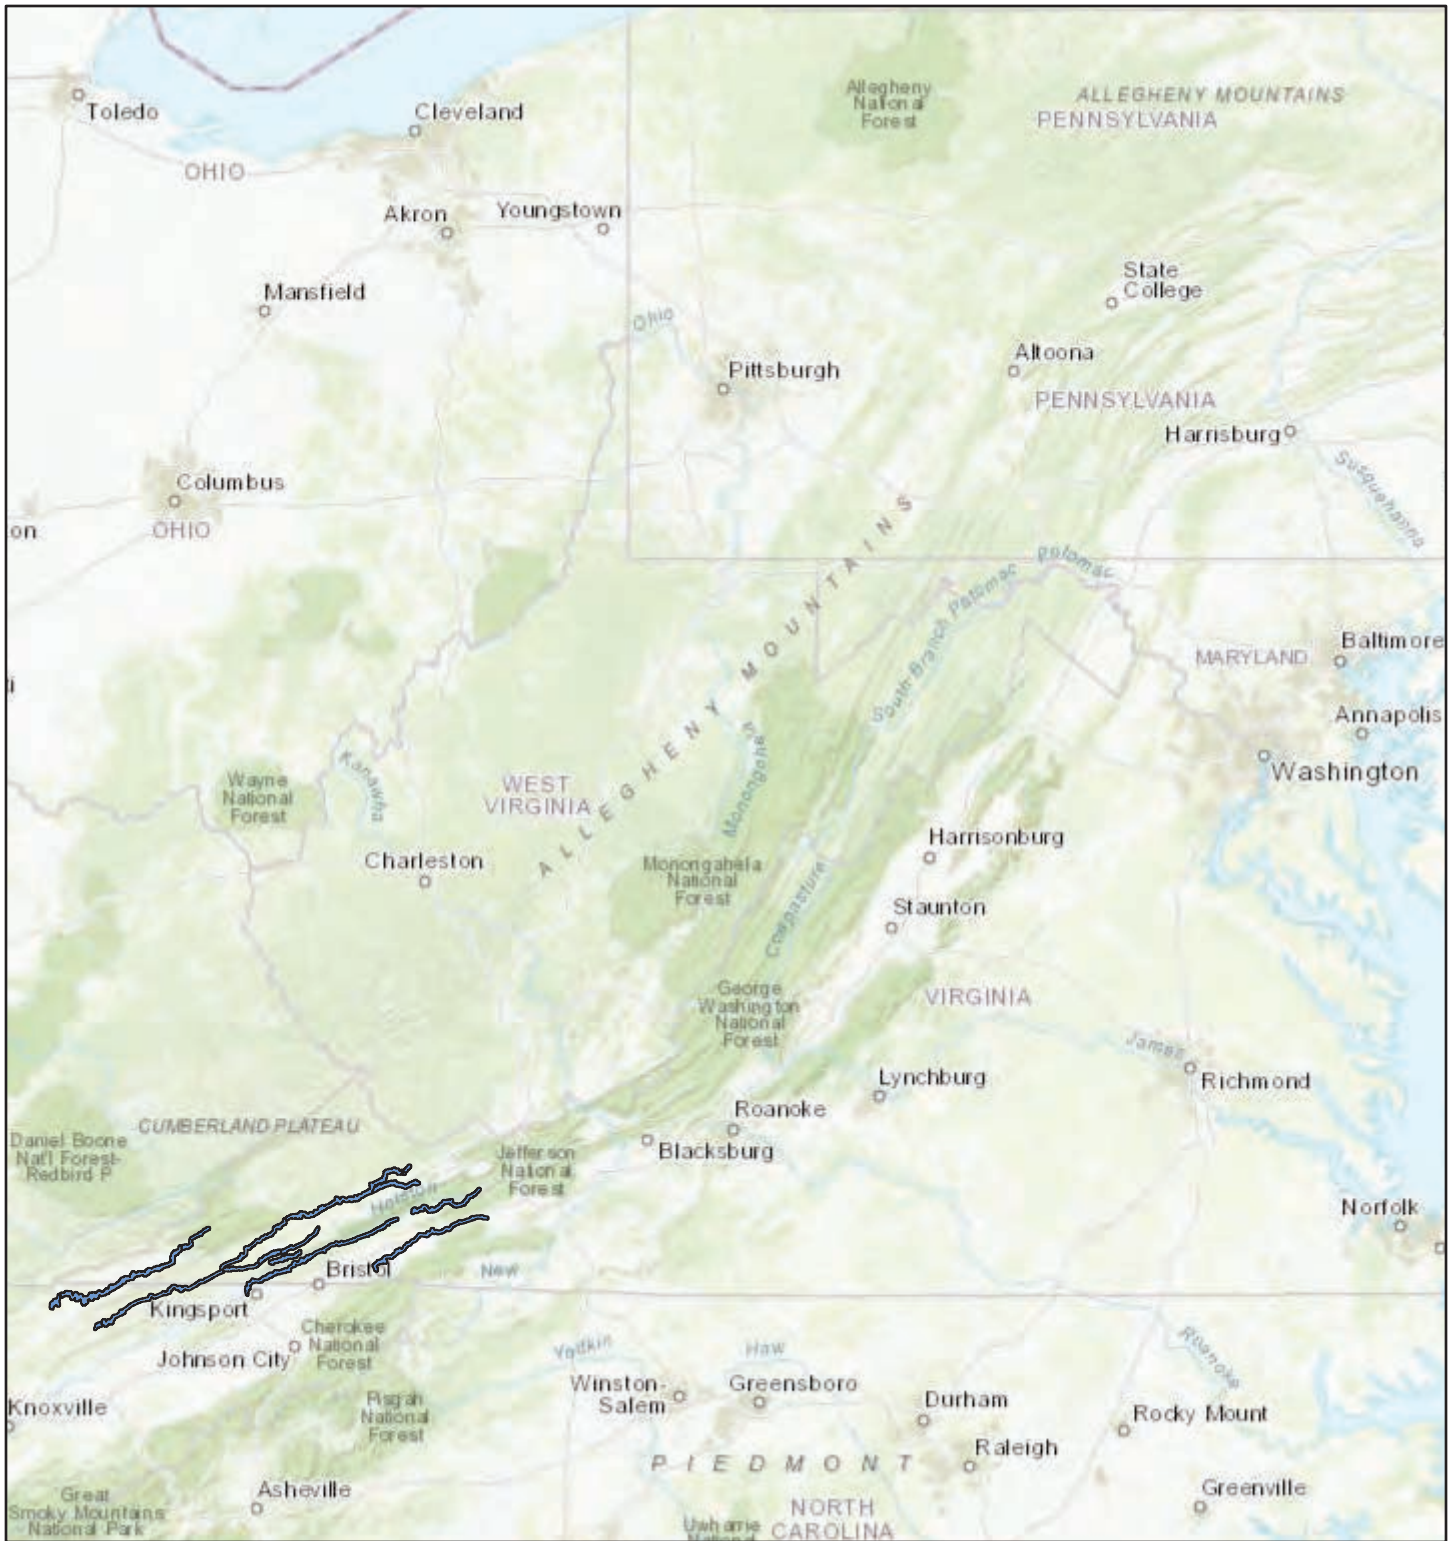 Allegheny
National
Forest
ALLEGHENY MOUNTAINS
PENNSYLVANIA
Toledo
Cleveland
OHIO
Akron
Youngstown
State
College
Mansfield
Ohio
Altoona
Pittsburgh
PENNSYLVANIA
Harrisburg
Susquehanna
Columbus
on
OHIO
ALLEGHENY MOUNTAINS
Potomac
South Branch Potomac
Baltimore
MARYLAND
Annapolis
Washington
Kanawha
Wayne
National
Forest
WEST
VIRGINIA
Monongahela
National
Forest
Harrisonburg
Charleston
Cowpasture
Staunton
George
Washington
National
Forest
VIRGINIA
James
Richmond
Lynchburg
Roanoke
CUMBERLAND PLATEAU
Daniel Boone
Nat'l Forest-
Redbird P
Blacksburg
Jefferson
National
Forest
Holston
Norfolk
Bristol
New
Kingsport
Cherokee
National
Forest
Johnson City
Yadkin
Haw
Roanoke
Winston-
Salem
Greensboro
Durham
Rocky Mount
Knoxville
Pisgah
National
Forest
Raleigh
PIEDMONT
Asheville
Greenville
Great
Smoky Mountains
National Park
NORTH
CAROLINA
Uwharrie
National